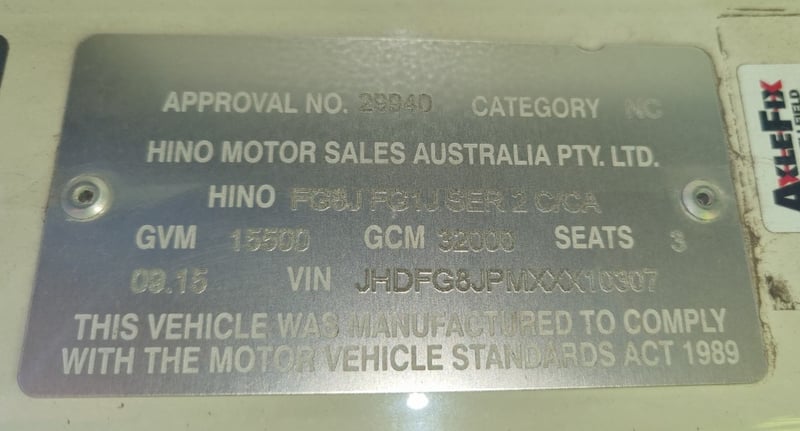 APPROVAL NO. 29940 CATEGORY NC
HINO MOTOR SALES AUSTRALIA PTY. LTD.
HINO FG8J FG1J SER 2 C/CA
GVM 15500 GCM 32000 SEATS 3
09.15 VIN JHDFG8JPMXXX10307
THIS VEHICLE WAS MANUFACTURED TO COMPLY
WITH THE MOTOR VEHICLE STANDARDS ACT 1989
AXLEFIX
FIELD